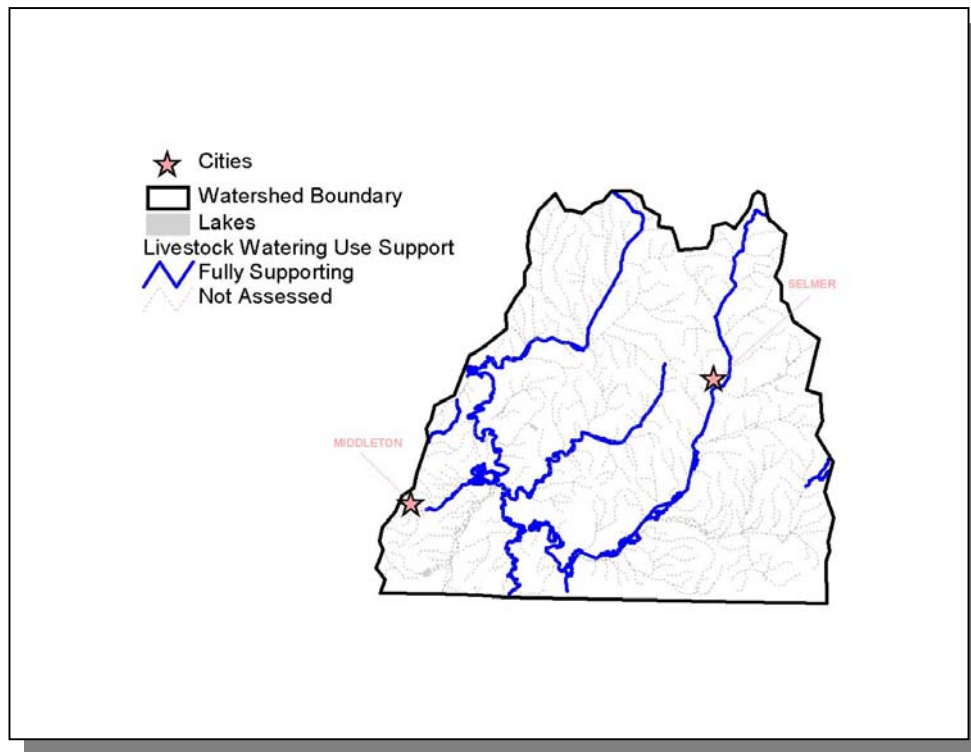 Cities
Watershed Boundary
Lakes
Livestock Watering Use Support
Fully Supporting
Not Assessed
SELMER
MIDDLETON